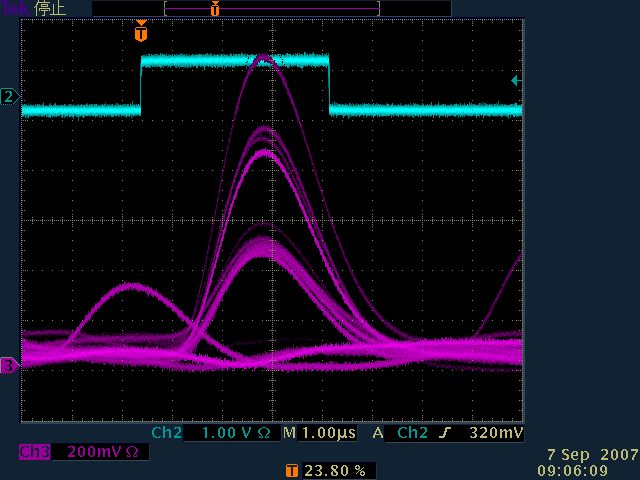 Tek 停止
T
T
2
3
Ch2 1.00 V Ω M 1.00µs A Ch2 320mV
Ch3 200mV Ω
T 23.80 %
7 Sep 2007
09:06:09